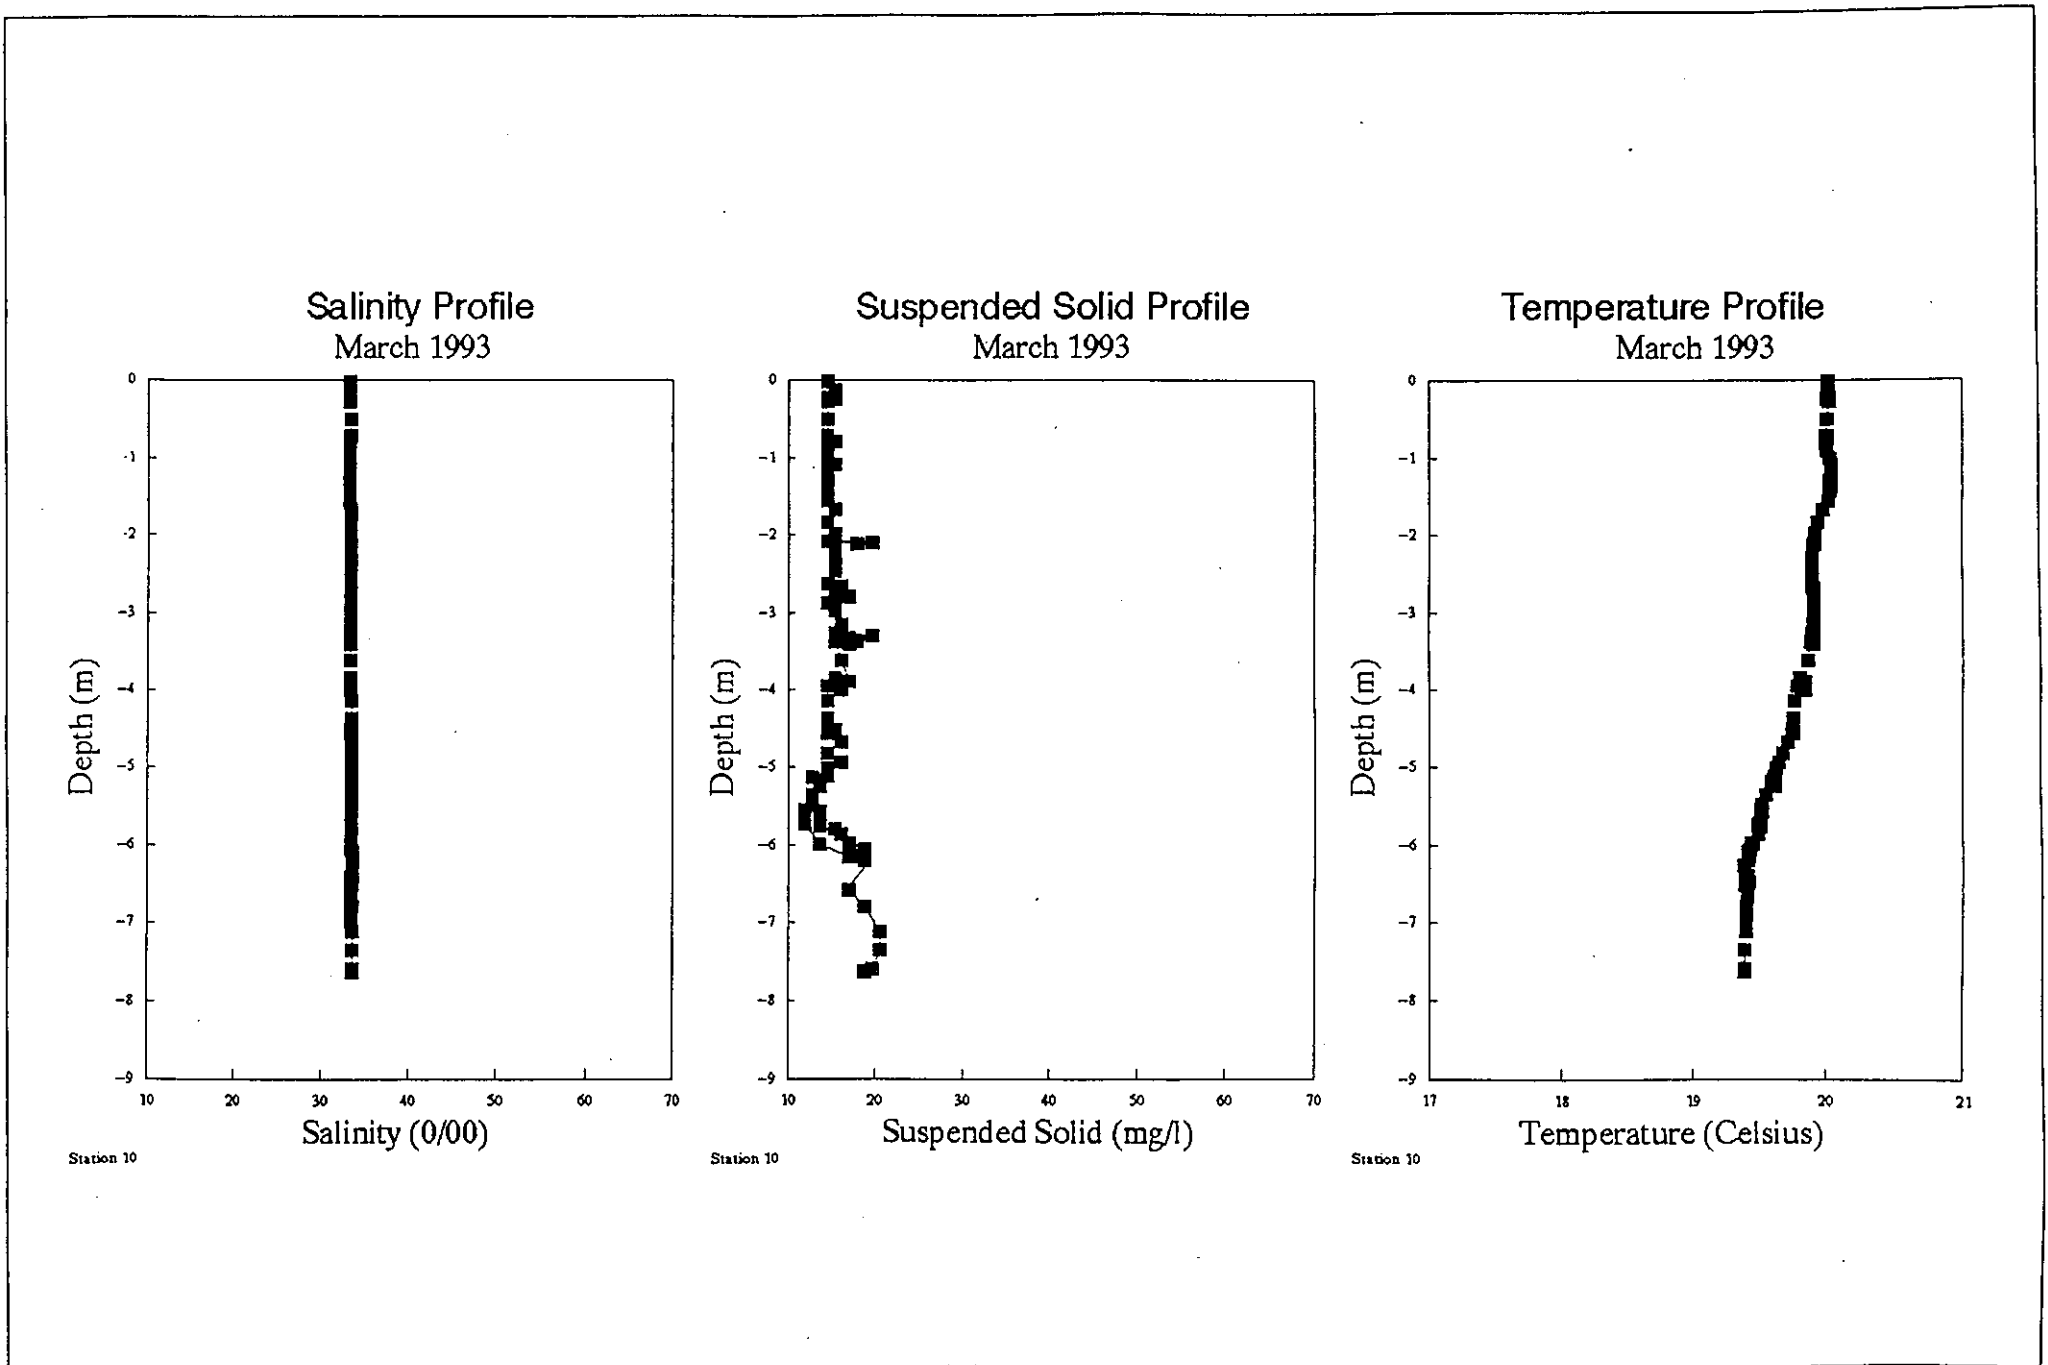 Salinity Profile
March 1993
0
-1
-2
-3
-4
-5
-6
-7
-8
-9
Depth (m)
10 20 30 40 50 60 70
Salinity (0/00)
Station 10
Suspended Solid Profile
March 1993
0
-1
-2
-3
-4
-5
-6
-7
-8
-9
Depth (m)
10 20 30 40 50 60 70
Suspended Solid (mg/l)
Station 10
Temperature Profile
March 1993
0
-1
-2
-3
-4
-5
-6
-7
-8
-9
Depth (m)
17 18 19 20 21
Temperature (Celsius)
Station 10